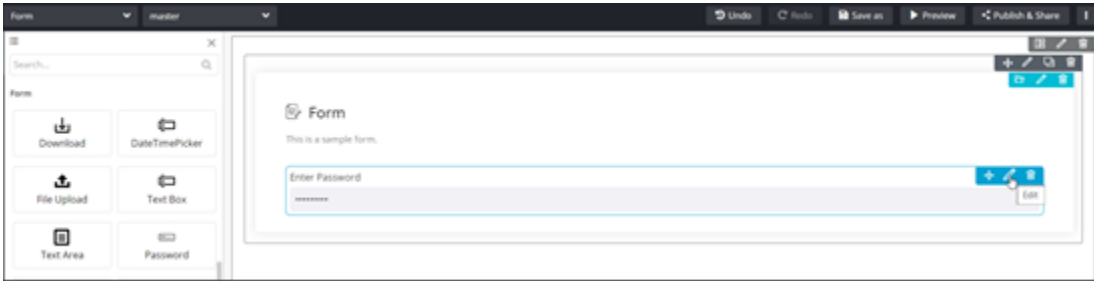 Form master Undo Redo Save as Preview Publish & Share
Search...
Form
Download DateTimePicker
File Upload Text Box
Text Area Password
Form
This is a sample form.
Enter Password
Edit